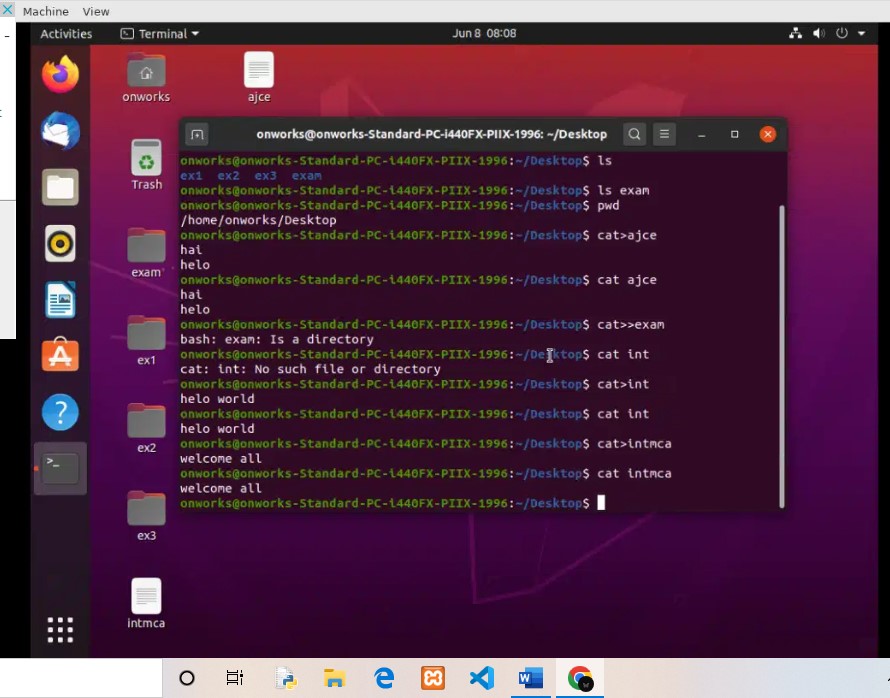 Machine View
Activities
Terminal
Jun 8 08:08
onworks
ajce
Trash
exam
ex1
ex2
ex3
intmca
onworks@onworks-Standard-PC-i440FX-PIIX-1996: ~/Desktop
onworks@onworks-Standard-PC-i440FX-PIIX-1996:~/Desktop$ ls
ex1 ex2 ex3 exam
onworks@onworks-Standard-PC-i440FX-PIIX-1996:~/Desktop$ ls exam
onworks@onworks-Standard-PC-i440FX-PIIX-1996:~/Desktop$ pwd
/home/onworks/Desktop
onworks@onworks-Standard-PC-i440FX-PIIX-1996:~/Desktop$ cat>ajce
hai
helo
onworks@onworks-Standard-PC-i440FX-PIIX-1996:~/Desktop$ cat ajce
hai
helo
onworks@onworks-Standard-PC-i440FX-PIIX-1996:~/Desktop$ cat>>exam
bash: exam: Is a directory
onworks@onworks-Standard-PC-i440FX-PIIX-1996:~/Desktop$ cat int
cat: int: No such file or directory
onworks@onworks-Standard-PC-i440FX-PIIX-1996:~/Desktop$ cat>int
helo world
onworks@onworks-Standard-PC-i440FX-PIIX-1996:~/Desktop$ cat int
helo world
onworks@onworks-Standard-PC-i440FX-PIIX-1996:~/Desktop$ cat>intmca
welcome all
onworks@onworks-Standard-PC-i440FX-PIIX-1996:~/Desktop$ cat intmca
welcome all
onworks@onworks-Standard-PC-i440FX-PIIX-1996:~/Desktop$